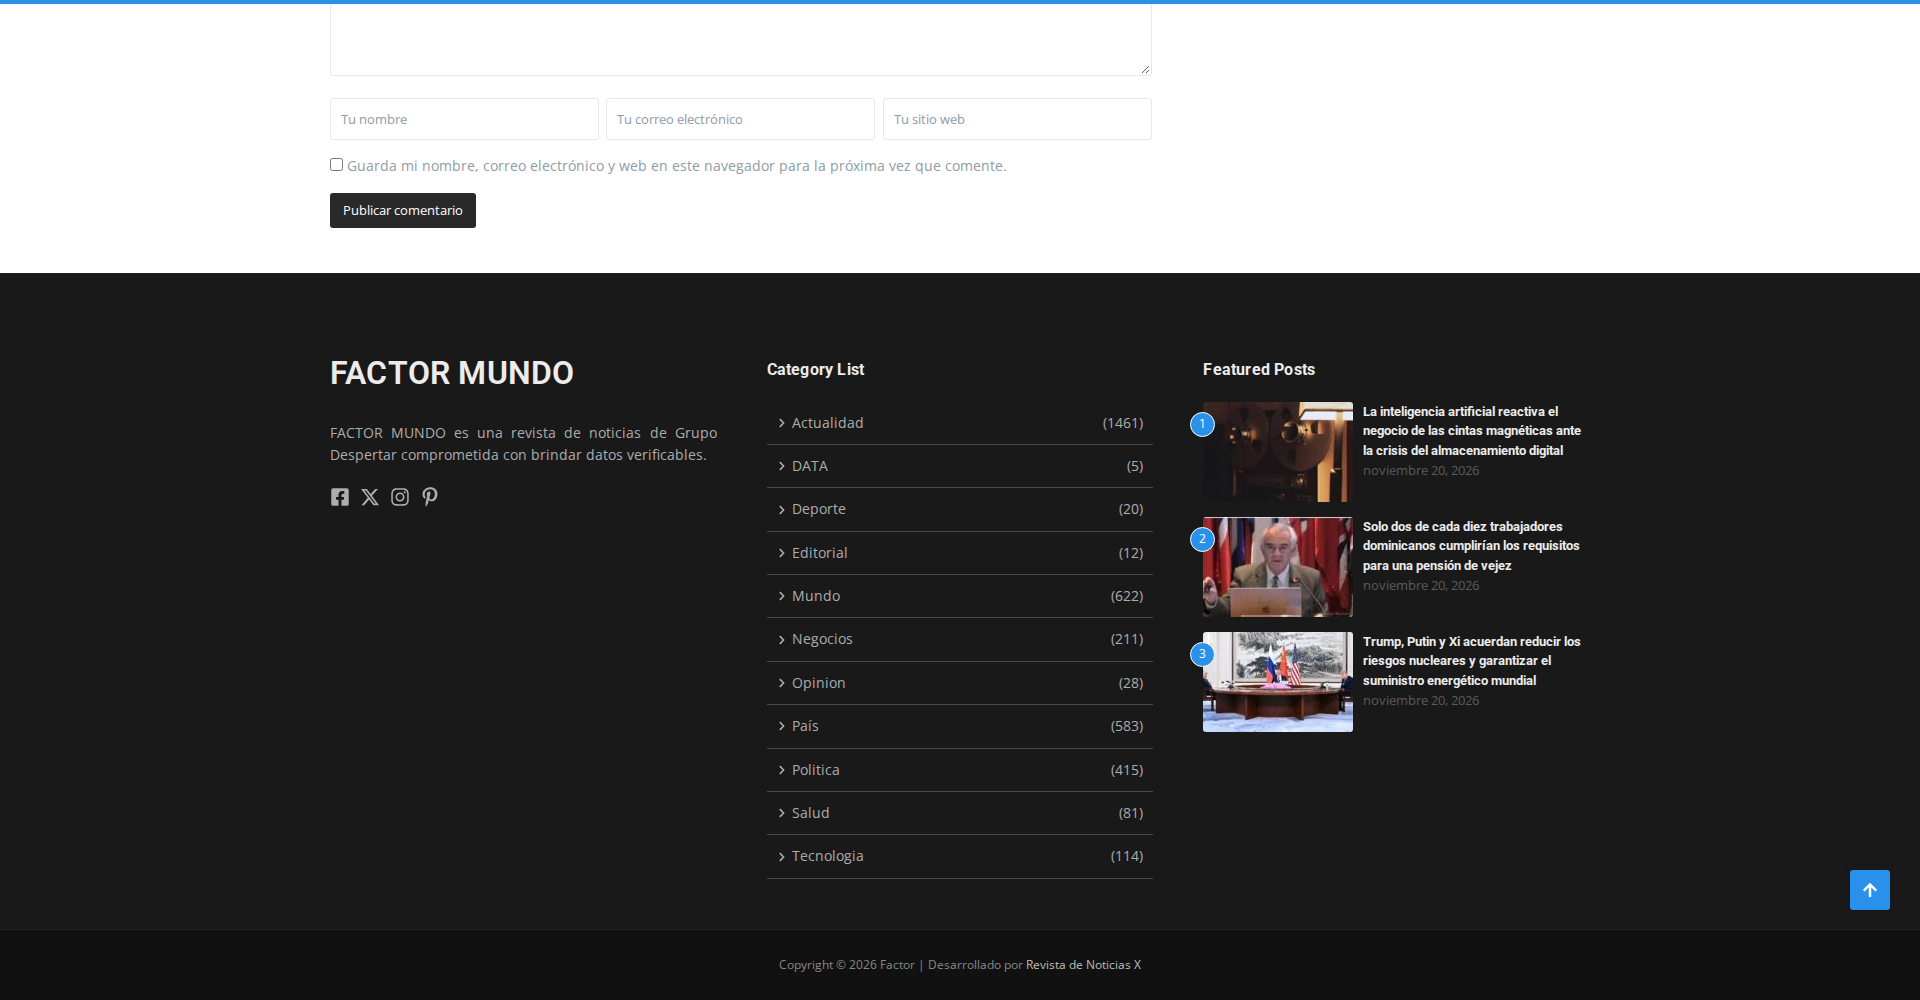 Tu nombre
Tu correo electrónico
Tu sitio web
Guarda mi nombre, correo electrónico y web en este navegador para la próxima vez que comente.
Publicar comentario
FACTOR MUNDO
FACTOR MUNDO es una revista de noticias de Grupo
Despertar comprometida con brindar datos verificables.
Category List
Actualidad (1461)
DATA (5)
Deporte (20)
Editorial (12)
Mundo (622)
Negocios (211)
Opinion (28)
País (583)
Politica (415)
Salud (81)
Tecnologia (114)
Featured Posts
1
La inteligencia artificial reactiva el
negocio de las cintas magnéticas ante
la crisis del almacenamiento digital
noviembre 20, 2026
2
Solo dos de cada diez trabajadores
dominicanos cumplirían los requisitos
para una pensión de vejez
noviembre 20, 2026
3
Trump, Putin y Xi acuerdan reducir los
riesgos nucleares y garantizar el
suministro energético mundial
noviembre 20, 2026
Copyright © 2026 Factor | Desarrollado por Revista de Noticias X